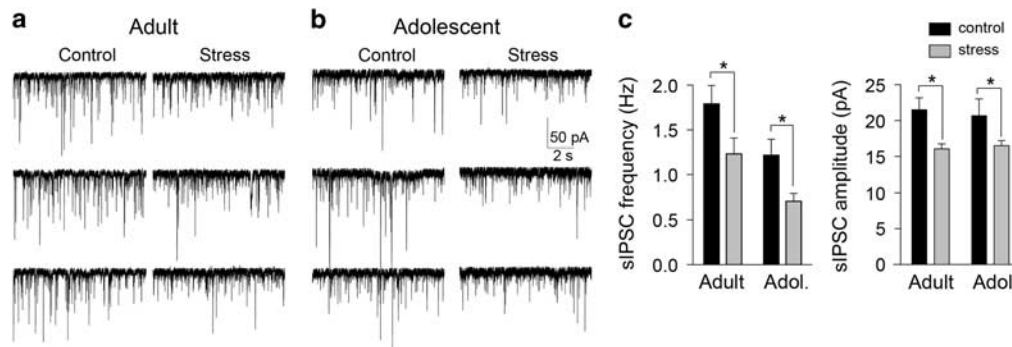 a
Adult
Control
Stress
b
Adolescent
Control
Stress
50 pA
2 s
c
control
stress
sIPSC frequency (Hz)
2.0
1.5
1.0
0.5
0.0
*
*
Adult
Adol.
sIPSC amplitude (pA)
25
20
15
10
5
0
*
*
Adult
Adol